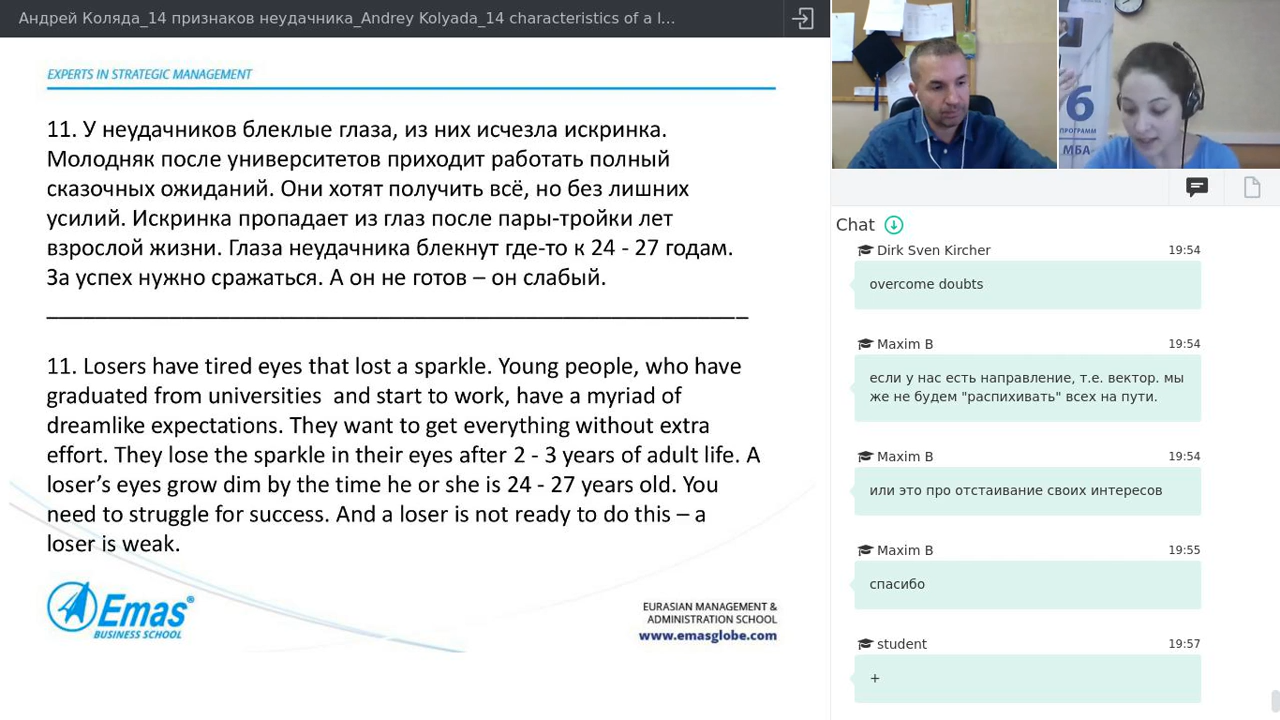 Андрей Коляда_14 признаков неудачника_Andrey Kolyada_14 characteristics of a l...
EXPERTS IN STRATEGIC MANAGEMENT
11. У неудачников блеклые глаза, из них исчезла искринка.
Молодняк после университетов приходит работать полный
сказочных ожиданий. Они хотят получить всё, но без лишних
усилий. Искринка пропадает из глаз после пары-тройки лет
взрослой жизни. Глаза неудачника блекнут где-то к 24 - 27 годам.
За успех нужно сражаться. А он не готов – он слабый.
11. Losers have tired eyes that lost a sparkle. Young people, who have
graduated from universities and start to work, have a myriad of
dreamlike expectations. They want to get everything without extra
effort. They lose the sparkle in their eyes after 2 - 3 years of adult life. A
loser’s eyes grow dim by the time he or she is 24 - 27 years old. You
need to struggle for success. And a loser is not ready to do this – a
loser is weak.
Emas®
BUSINESS SCHOOL
EURASIAN MANAGEMENT &
ADMINISTRATION SCHOOL
www.emasglobe.com
6
ПРОГРАММ
МБА
Chat
Dirk Sven Kircher 19:54
overcome doubts
Maxim B 19:54
если у нас есть направление, т.е. вектор. мы
же не будем "распихивать" всех на пути.
Maxim B 19:54
или это про отстаивание своих интересов
Maxim B 19:55
спасибо
student 19:57
+